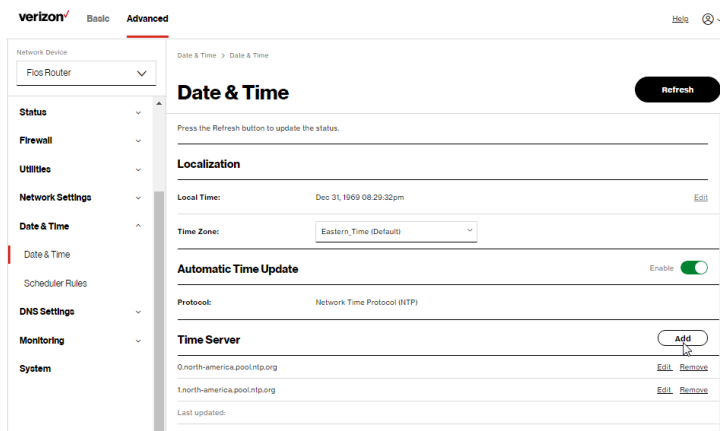 verizon✓ Basic Advanced Help
Network Device
Fios Router
Status
Firewall
Utilities
Network Settings
Date & Time
Date & Time
Scheduler Rules
DNS Settings
Monitoring
System
Date & Time > Date & Time
Date & Time Refresh
Press the Refresh button to update the status.
Localization
Local Time: Dec 31, 1969 08:29:32pm Edit
Time Zone: Eastern_Time (Default)
Automatic Time Update Enable
Protocol: Network Time Protocol (NTP)
Time Server Add
0.north-america.pool.ntp.org Edit Remove
1.north-america.pool.ntp.org Edit Remove
Last updated: